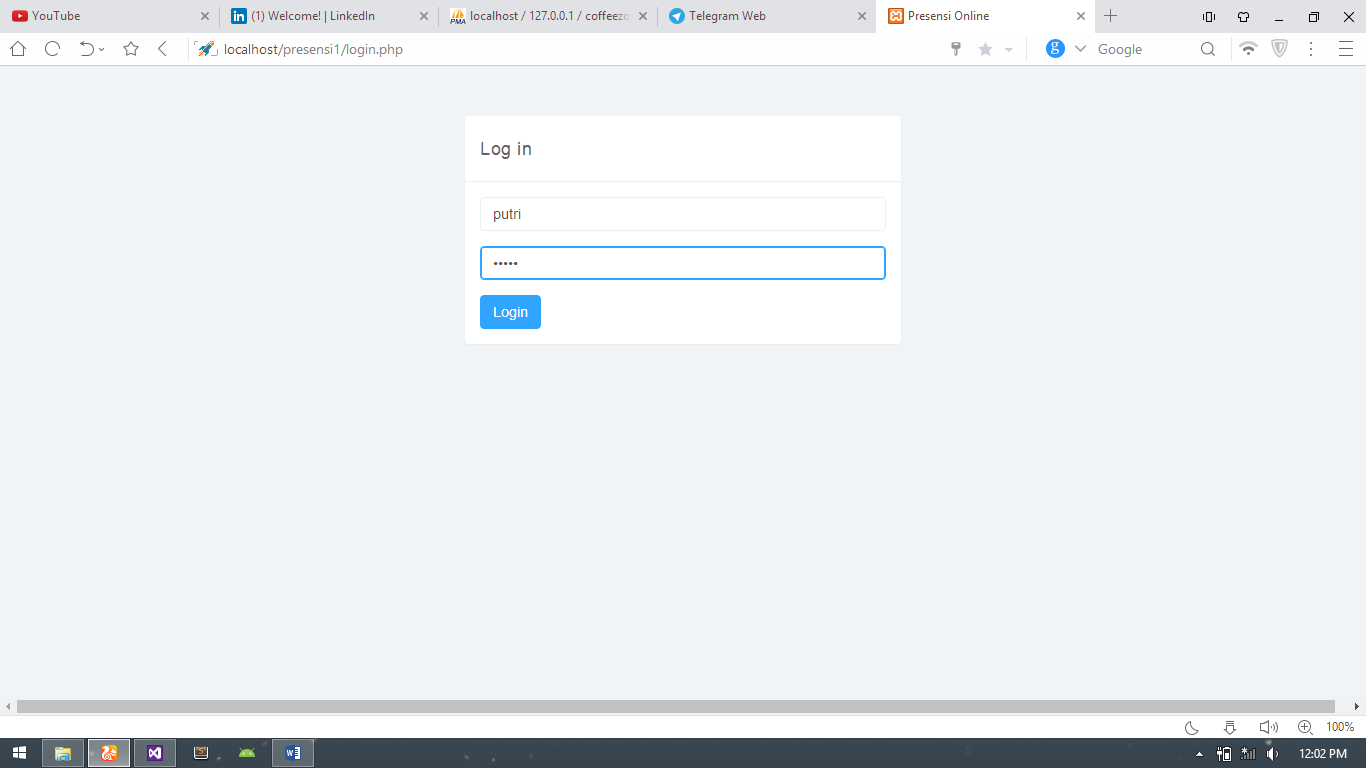 YouTube
(1) Welcome! | LinkedIn
localhost / 127.0.0.1 / coffeezo
Telegram Web
Presensi Online
localhost/presensi1/login.php
Google
Log in
putri
•••••
Login
100%
12:02 PM